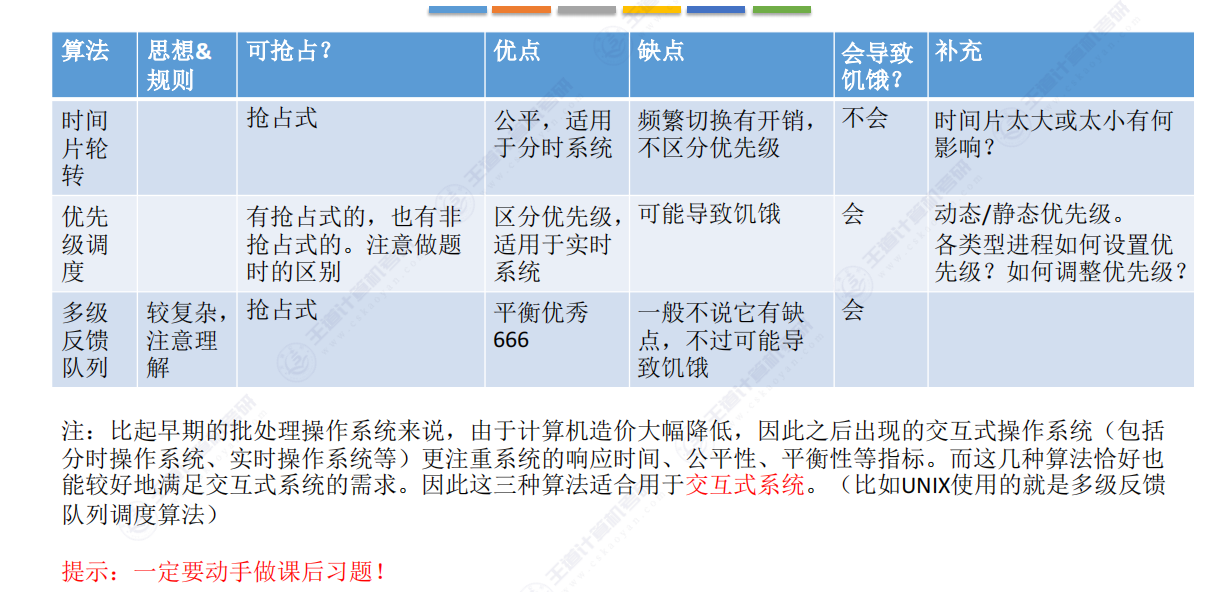 算法
思想&
规则
可抢占？
优点
缺点
会导致
饥饿？
补充
时间
片轮
转
抢占式
公平，适用
于分时系统
频繁切换有开销，
不区分优先级
不会
时间片太大或太小有何
影响？
优先
级调
度
有抢占式的，也有非
抢占式的。注意做题
时的区别
区分优先级，
适用于实时
系统
可能导致饥饿
会
动态/静态优先级。
各类型进程如何设置优
先级？如何调整优先级？
多级
反馈
队列
较复杂，
注意理
解
抢占式
平衡优秀
666
一般不说它有缺
点，不过可能导
致饥饿
会
注：比起早期的批处理操作系统来说，由于计算机造价大幅降低，因此之后出现的交互式操作系统（包括
分时操作系统、实时操作系统等）更注重系统的响应时间、公平性、平衡性等指标。而这几种算法恰好也
能较好地满足交互式系统的需求。因此这三种算法适合用于交互式系统。（比如UNIX使用的就是多级反馈
队列调度算法）
提示：一定要动手做课后习题！
王道计算机考研